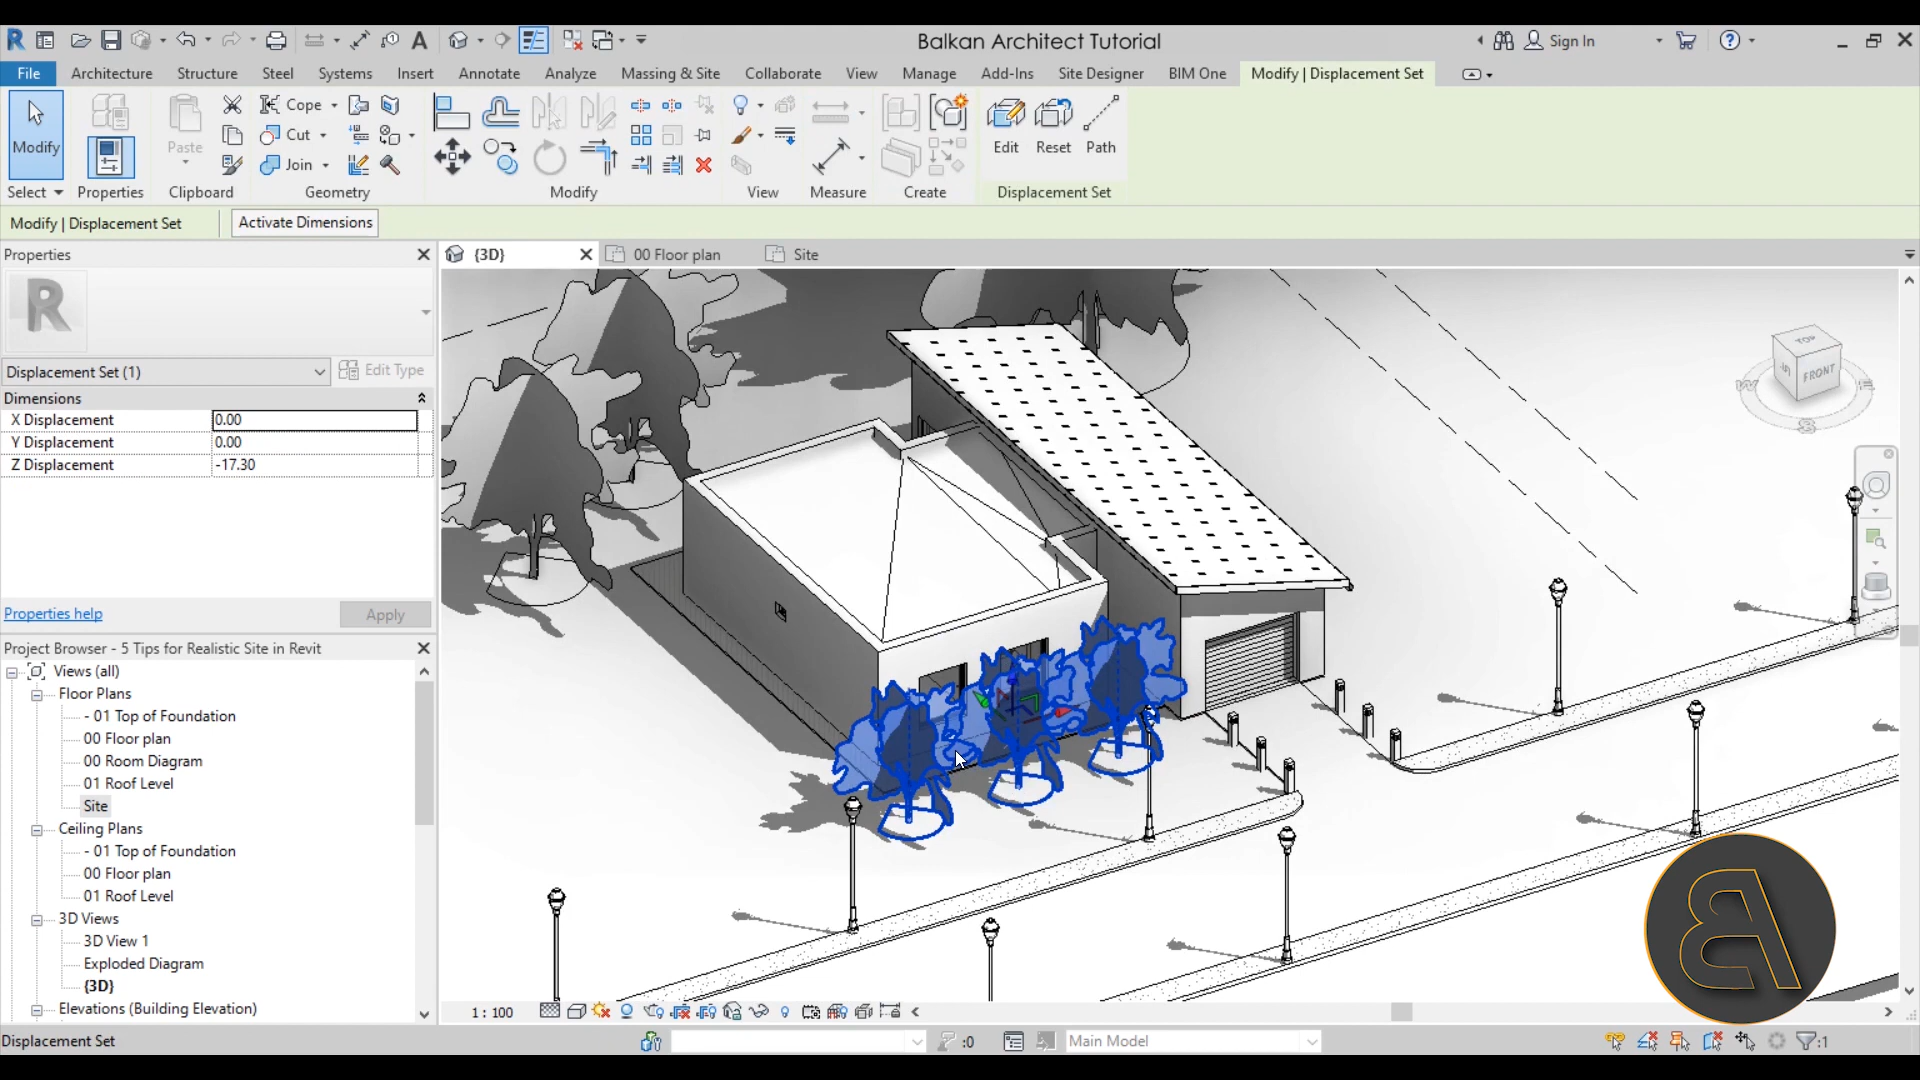 Balkan Architect Tutorial
Sign In
File Architecture Structure Steel Systems Insert Annotate Analyze Massing & Site Collaborate View Manage Add-Ins Site Designer BIM One Modify | Displacement Set
Modify
Paste
Cope
Cut
Join
Edit Reset Path
Select Properties Clipboard Geometry Modify View Measure Create Displacement Set
Modify | Displacement Set Activate Dimensions
Properties
{3D} 00 Floor plan Site
R
Displacement Set (1) Edit Type
Dimensions
X Displacement 0.00
Y Displacement 0.00
Z Displacement -17.30
Properties help Apply
Project Browser - 5 Tips for Realistic Site in Revit
Views (all)
Floor Plans
- 01 Top of Foundation
00 Floor plan
00 Room Diagram
01 Roof Level
Site
Ceiling Plans
- 01 Top of Foundation
00 Floor plan
01 Roof Level
3D Views
3D View 1
Exploded Diagram
{3D}
Elevations (Building Elevation)
TOP
FRONT
W
E
S
1 : 100
Displacement Set :0 Main Model :1